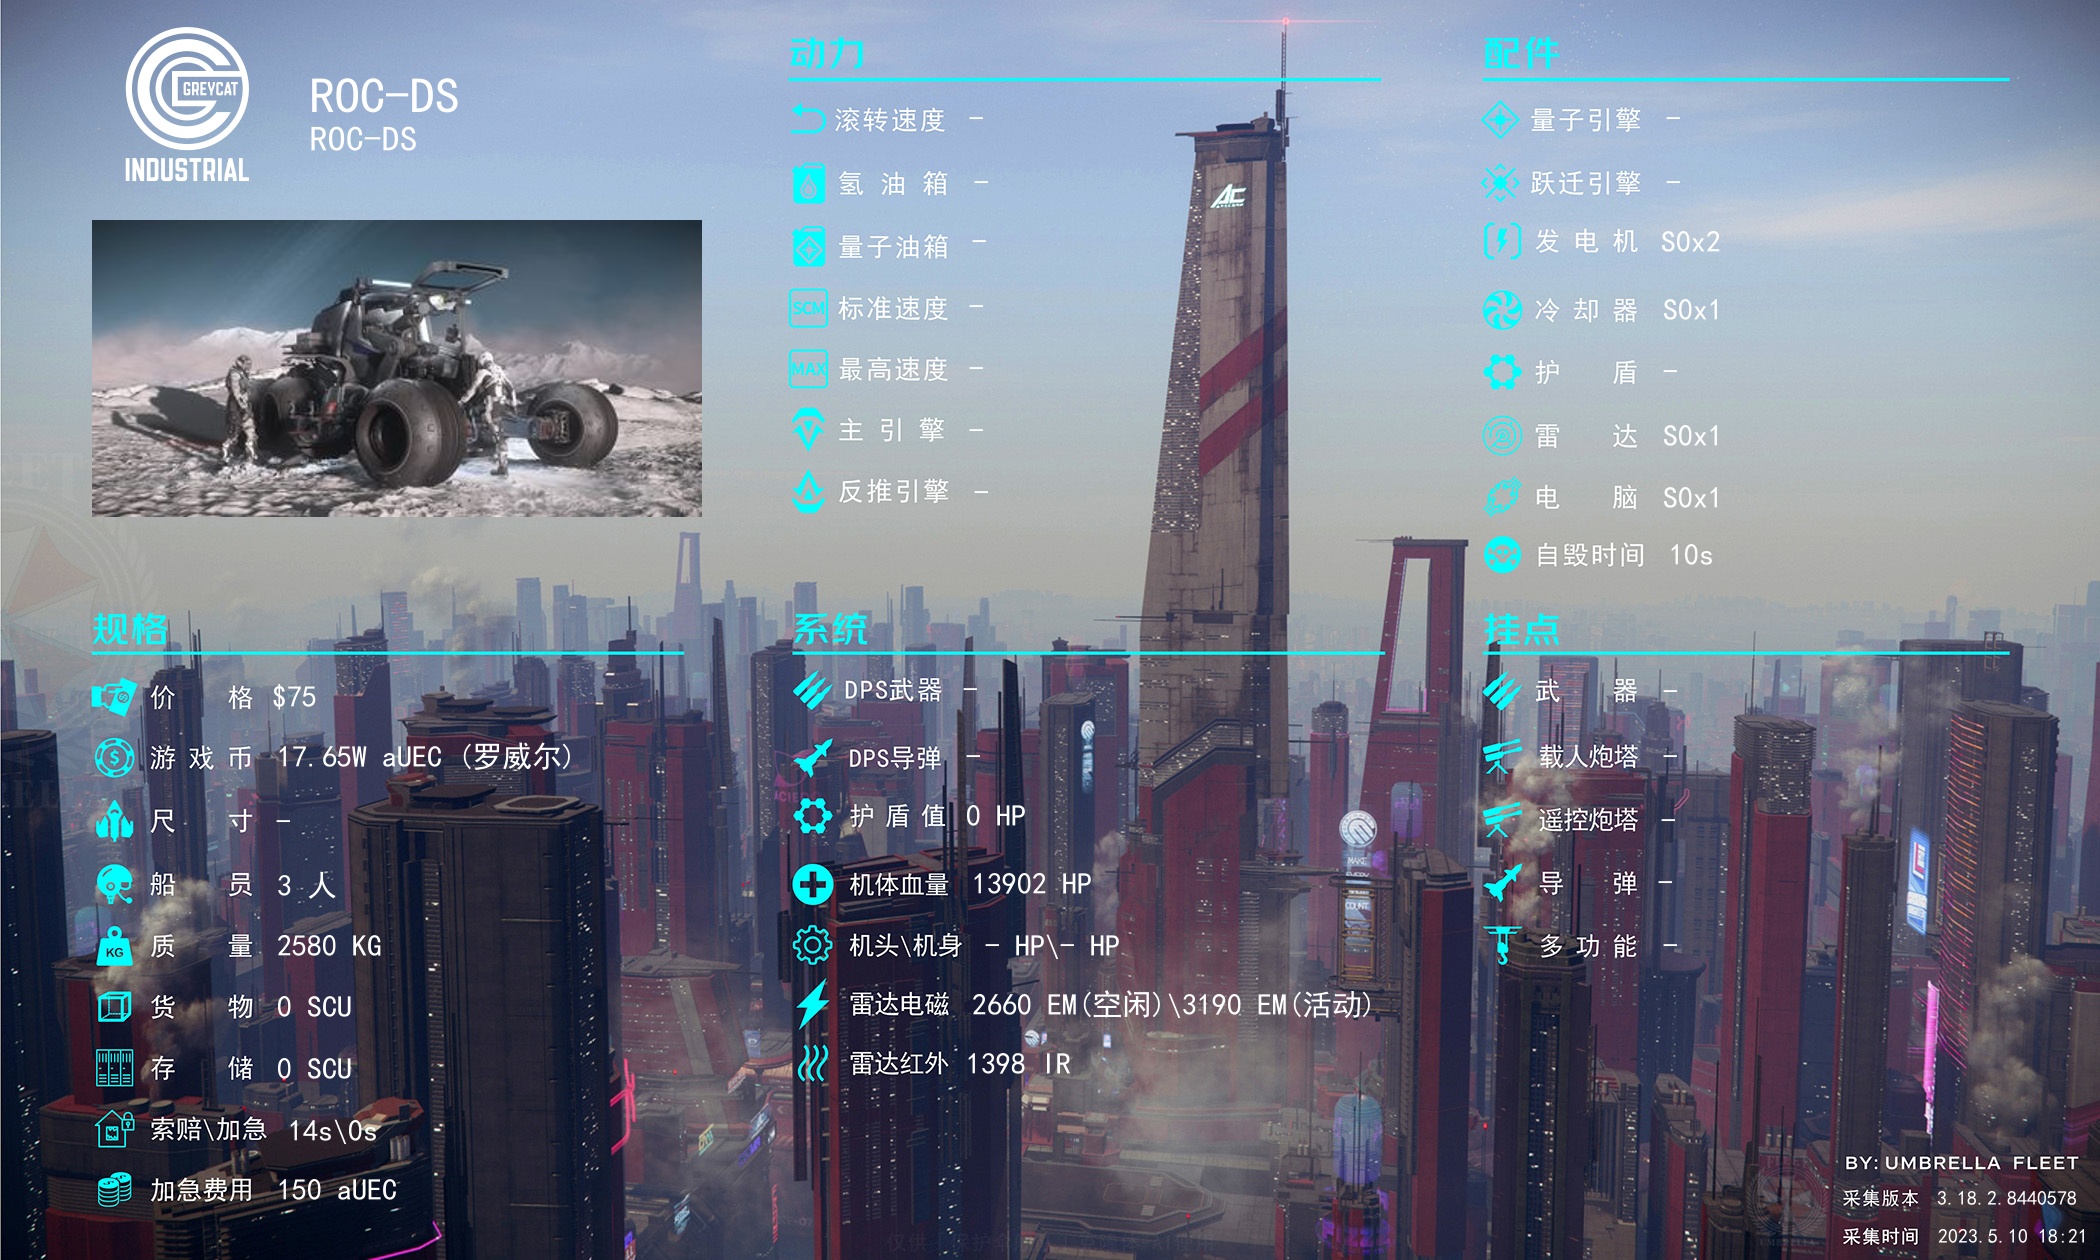 GREYCAT
INDUSTRIAL
ROC-DS
ROC-DS
动力
滚转速度 -
氢油箱 -
量子油箱 -
SCM 标准速度 -
MAX 最高速度 -
主引擎 -
反推引擎 -
配件
量子引擎 -
跃迁引擎 -
发电机 S0x2
冷却器 S0x1
护盾 -
雷达 S0x1
电脑 S0x1
自毁时间 10s
规格
价格 $75
游戏币 17.65W aUEC (罗威尔)
尺寸 -
船员 3 人
KG 质量 2580 KG
货物 0 SCU
存储 0 SCU
索赔\加急 14s\0s
加急费用 150 aUEC
系统
DPS武器 -
DPS导弹 -
护盾值 0 HP
机体血量 13902 HP
机头\机身 - HP\- HP
雷达电磁 2660 EM(空闲)\3190 EM(活动)
雷达红外 1398 IR
挂点
武器 -
载人炮塔 -
遥控炮塔 -
导弹 -
多功能 -
AC
MAKE
EVERY
COUNT
BY: UMBRELLA FLEET
采集版本 3.18.2.8440578
采集时间 2023.5.10 18:21